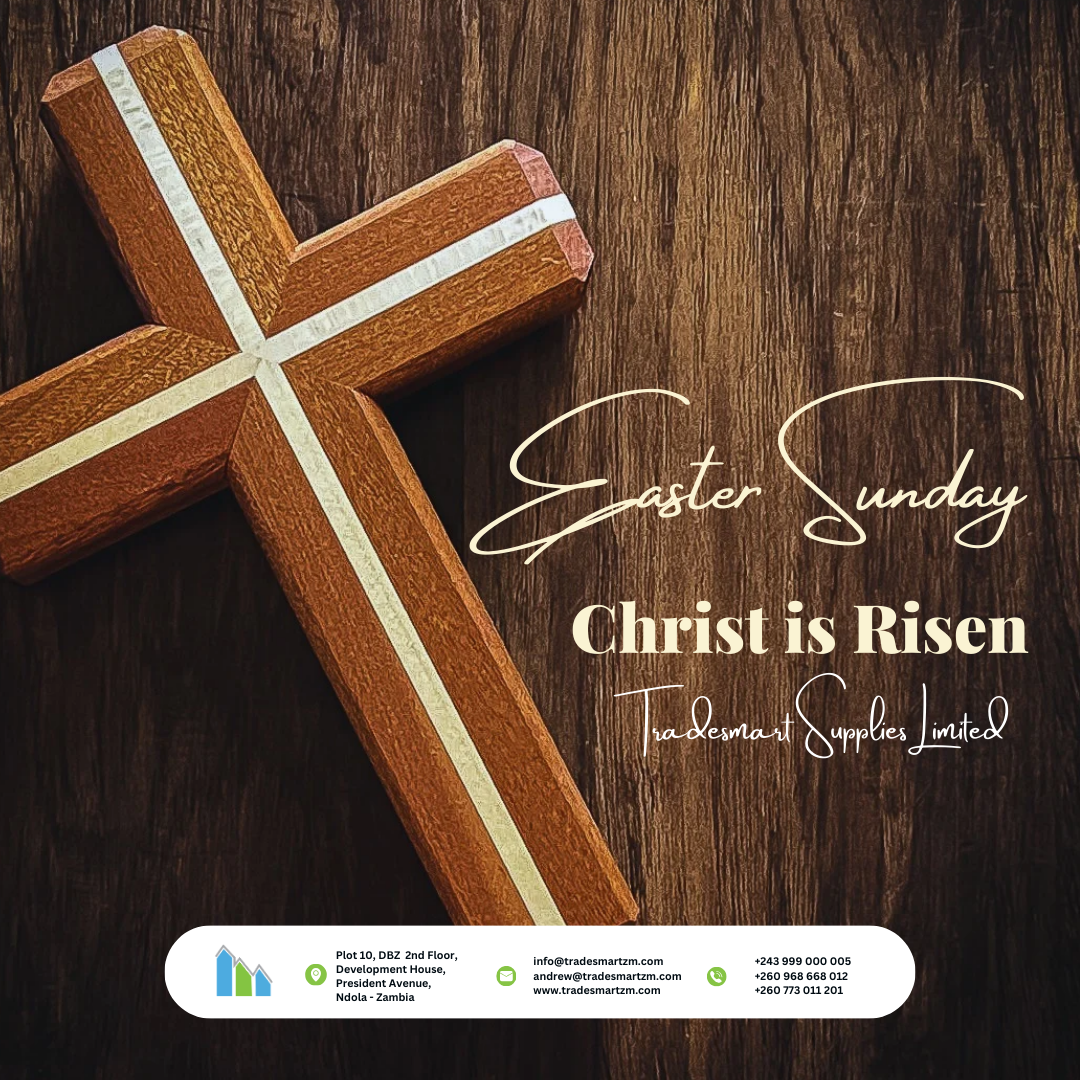 Easter Sunday
Christ is Risen
Tradesmart Supplies Limited
Plot 10, DBZ 2nd Floor,
Development House,
President Avenue,
Ndola - Zambia
info@tradesmartzm.com
andrew@tradesmartzm.com
www.tradesmartzm.com
+243 999 000 005
+260 968 668 012
+260 773 011 201